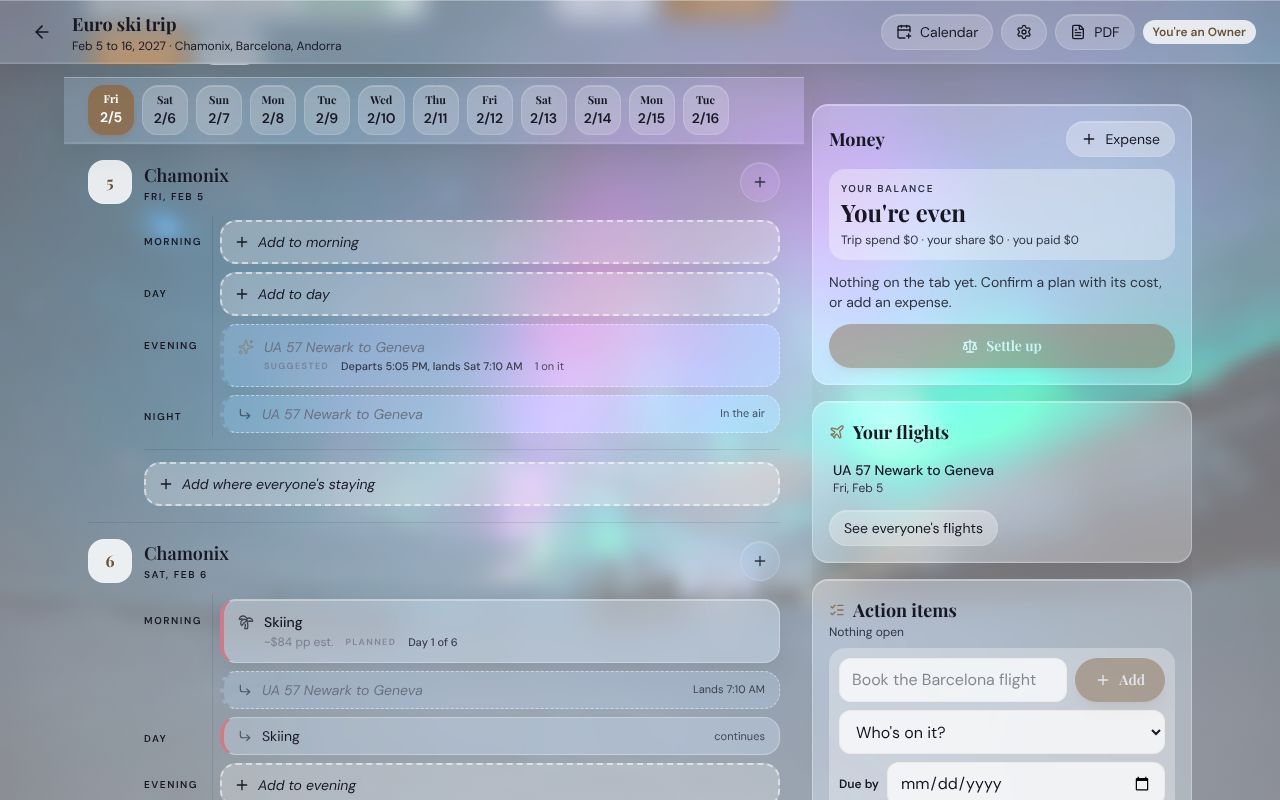 Euro ski trip
Feb 5 to 16, 2027 · Chamonix, Barcelona, Andorra
Calendar
PDF
You're an Owner
Fri 2/5
Sat 2/6
Sun 2/7
Mon 2/8
Tue 2/9
Wed 2/10
Thu 2/11
Fri 2/12
Sat 2/13
Sun 2/14
Mon 2/15
Tue 2/16
5
Chamonix
FRI, FEB 5
MORNING
Add to morning
DAY
Add to day
EVENING
UA 57 Newark to Geneva
SUGGESTED Departs 5:05 PM, lands Sat 7:10 AM 1 on it
NIGHT
UA 57 Newark to Geneva
In the air
Add where everyone's staying
6
Chamonix
SAT, FEB 6
MORNING
Skiing
~$84 pp est. PLANNED Day 1 of 6
UA 57 Newark to Geneva
Lands 7:10 AM
DAY
Skiing
continues
EVENING
Add to evening
Money
Expense
YOUR BALANCE
You're even
Trip spend $0 · your share $0 · you paid $0
Nothing on the tab yet. Confirm a plan with its cost,
or add an expense.
Settle up
Your flights
UA 57 Newark to Geneva
Fri, Feb 5
See everyone's flights
Action items
Nothing open
Book the Barcelona flight
Add
Who's on it?
Due by
mm/dd/yyyy